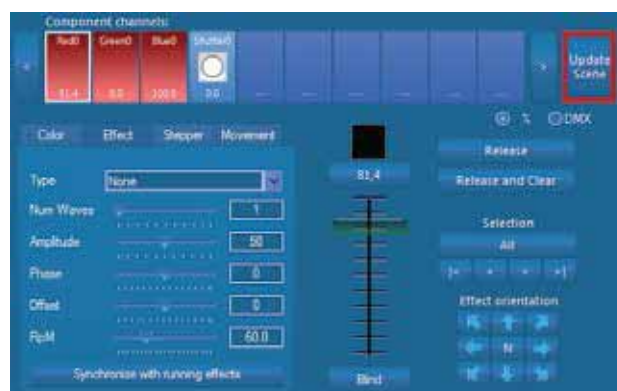 Component channels:
Red0 Green0 Blue0 Shutter0
81.4 0.0 100.0 0.0
Update Scene
% DMX
Color Effect Stepper Movement
81,4
Release
Type None
Release and Clear
Num Waves 1
Selection
Amplitude 50
All
Phase 0
Offset 0
Effect orientation
RpM 60.0
N
Synchronize with running effects
Blind